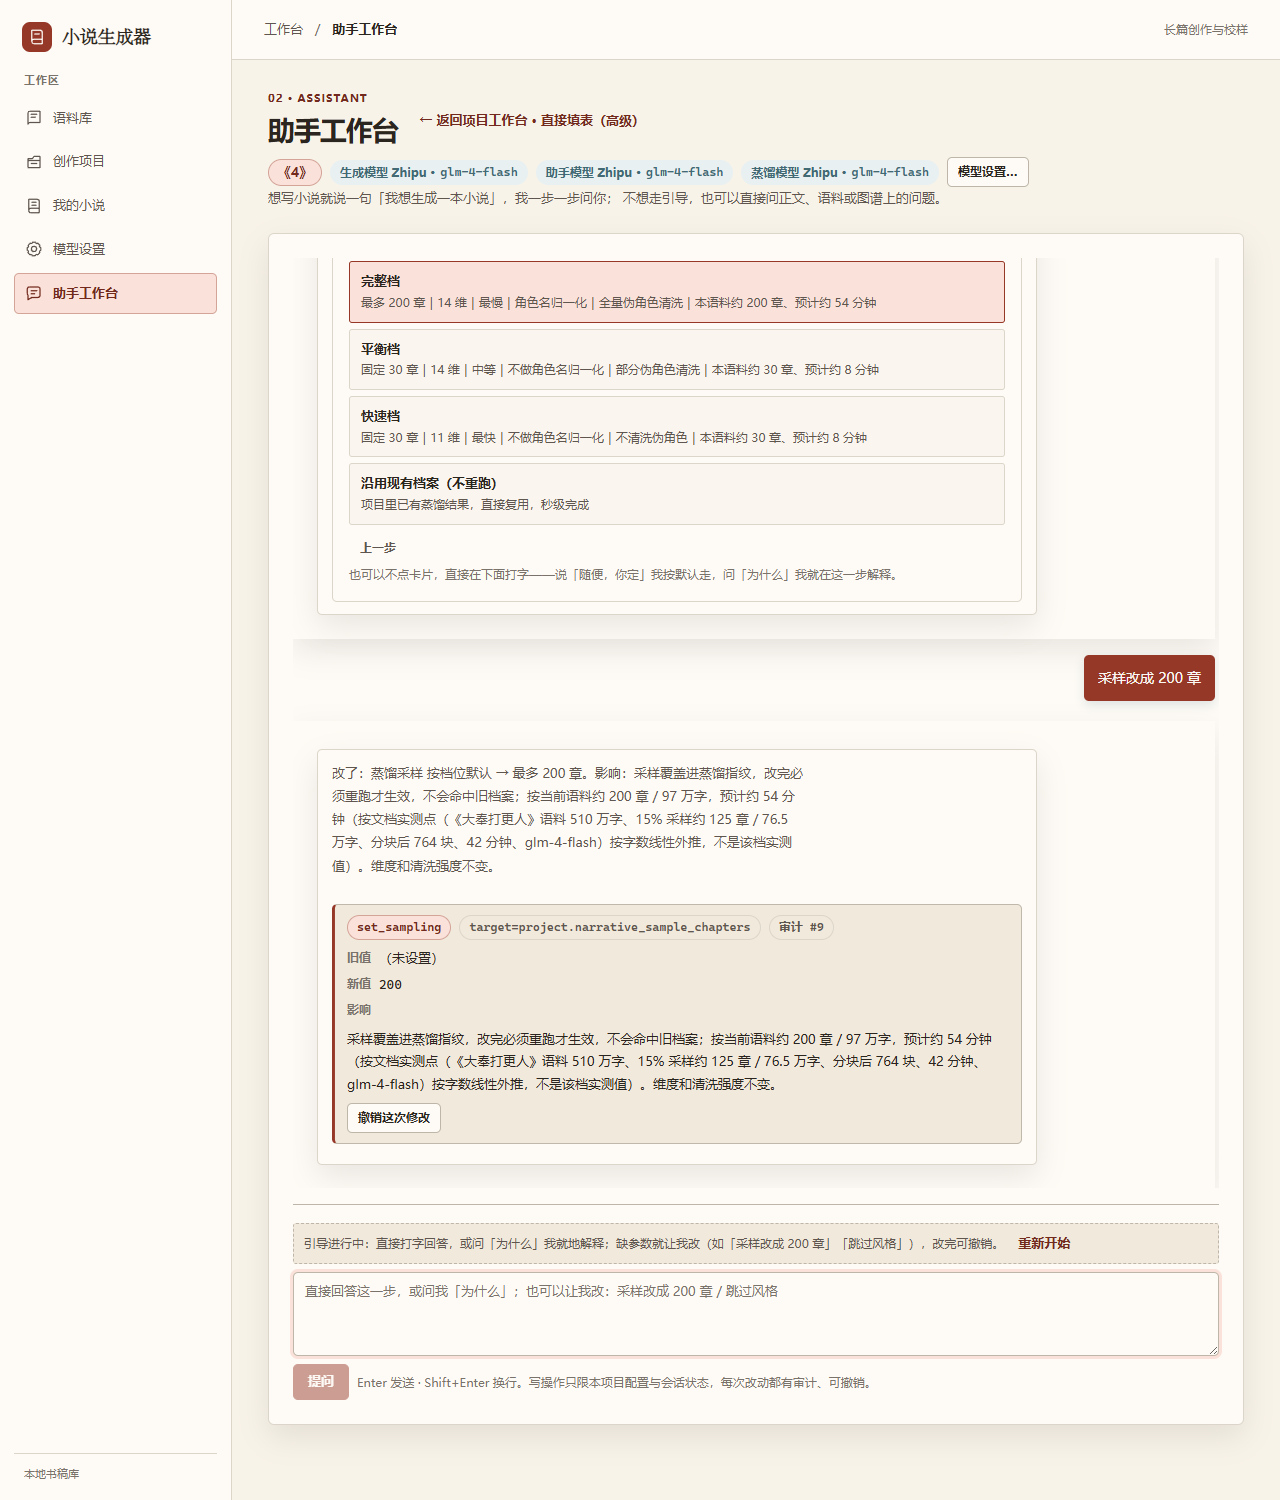 小说生成器
工作区
语料库
创作项目
我的小说
模型设置
助手工作台
本地书稿库
工作台 / 助手工作台
长篇创作与校样
02 • ASSISTANT
助手工作台
← 返回项目工作台 • 直接填表（高级）
《4》
生成模型 Zhipu • glm-4-flash
助手模型 Zhipu • glm-4-flash
蒸馏模型 Zhipu • glm-4-flash
模型设置...
想写小说就说一句「我想生成一本小说」，我一步一步问你； 不想走引导，也可以直接问正文、语料或图谱上的问题。
完整档
最多 200 章 | 14 维 | 最慢 | 角色名归一化 | 全量伪角色清洗 | 本语料约 200 章、预计约 54 分钟
平衡档
固定 30 章 | 14 维 | 中等 | 不做角色名归一化 | 部分伪角色清洗 | 本语料约 30 章、预计约 8 分钟
快速档
固定 30 章 | 11 维 | 最快 | 不做角色名归一化 | 不清洗伪角色 | 本语料约 30 章、预计约 8 分钟
沿用现有档案（不重跑）
项目里已有蒸馏结果，直接复用，秒级完成
上一步
也可以不点卡片，直接在下面打字——说「随便，你定」我按默认走，问「为什么」我就在这一步解释。
采样改成 200 章
改了：蒸馏采样 按档位默认 → 最多 200 章。影响：采样覆盖进蒸馏指纹，改完必
须重跑才生效，不会命中旧档案；按当前语料约 200 章 / 97 万字，预计约 54 分
钟（按文档实测点（《大奉打更人》语料 510 万字、15% 采样约 125 章 / 76.5
万字、分块后 764 块、42 分钟、glm-4-flash）按字数线性外推，不是该档实测
值）。维度和清洗强度不变。
set_sampling
target=project.narrative_sample_chapters
审计 #9
旧值 （未设置）
新值 200
影响
采样覆盖进蒸馏指纹，改完必须重跑才生效，不会命中旧档案；按当前语料约 200 章 / 97 万字，预计约 54 分钟
（按文档实测点（《大奉打更人》语料 510 万字、15% 采样约 125 章 / 76.5 万字、分块后 764 块、42 分钟、
glm-4-flash）按字数线性外推，不是该档实测值）。维度和清洗强度不变。
撤销这次修改
引导进行中：直接打字回答，或问「为什么」我就地解释；缺参数就让我改（如「采样改成 200 章」「跳过风格」），改完可撤销。 重新开始
直接回答这一步，或问我「为什么」；也可以让我改：采样改成 200 章 / 跳过风格
提问
Enter 发送 · Shift+Enter 换行。写操作只限本项目配置与会话状态，每次改动都有审计、可撤销。